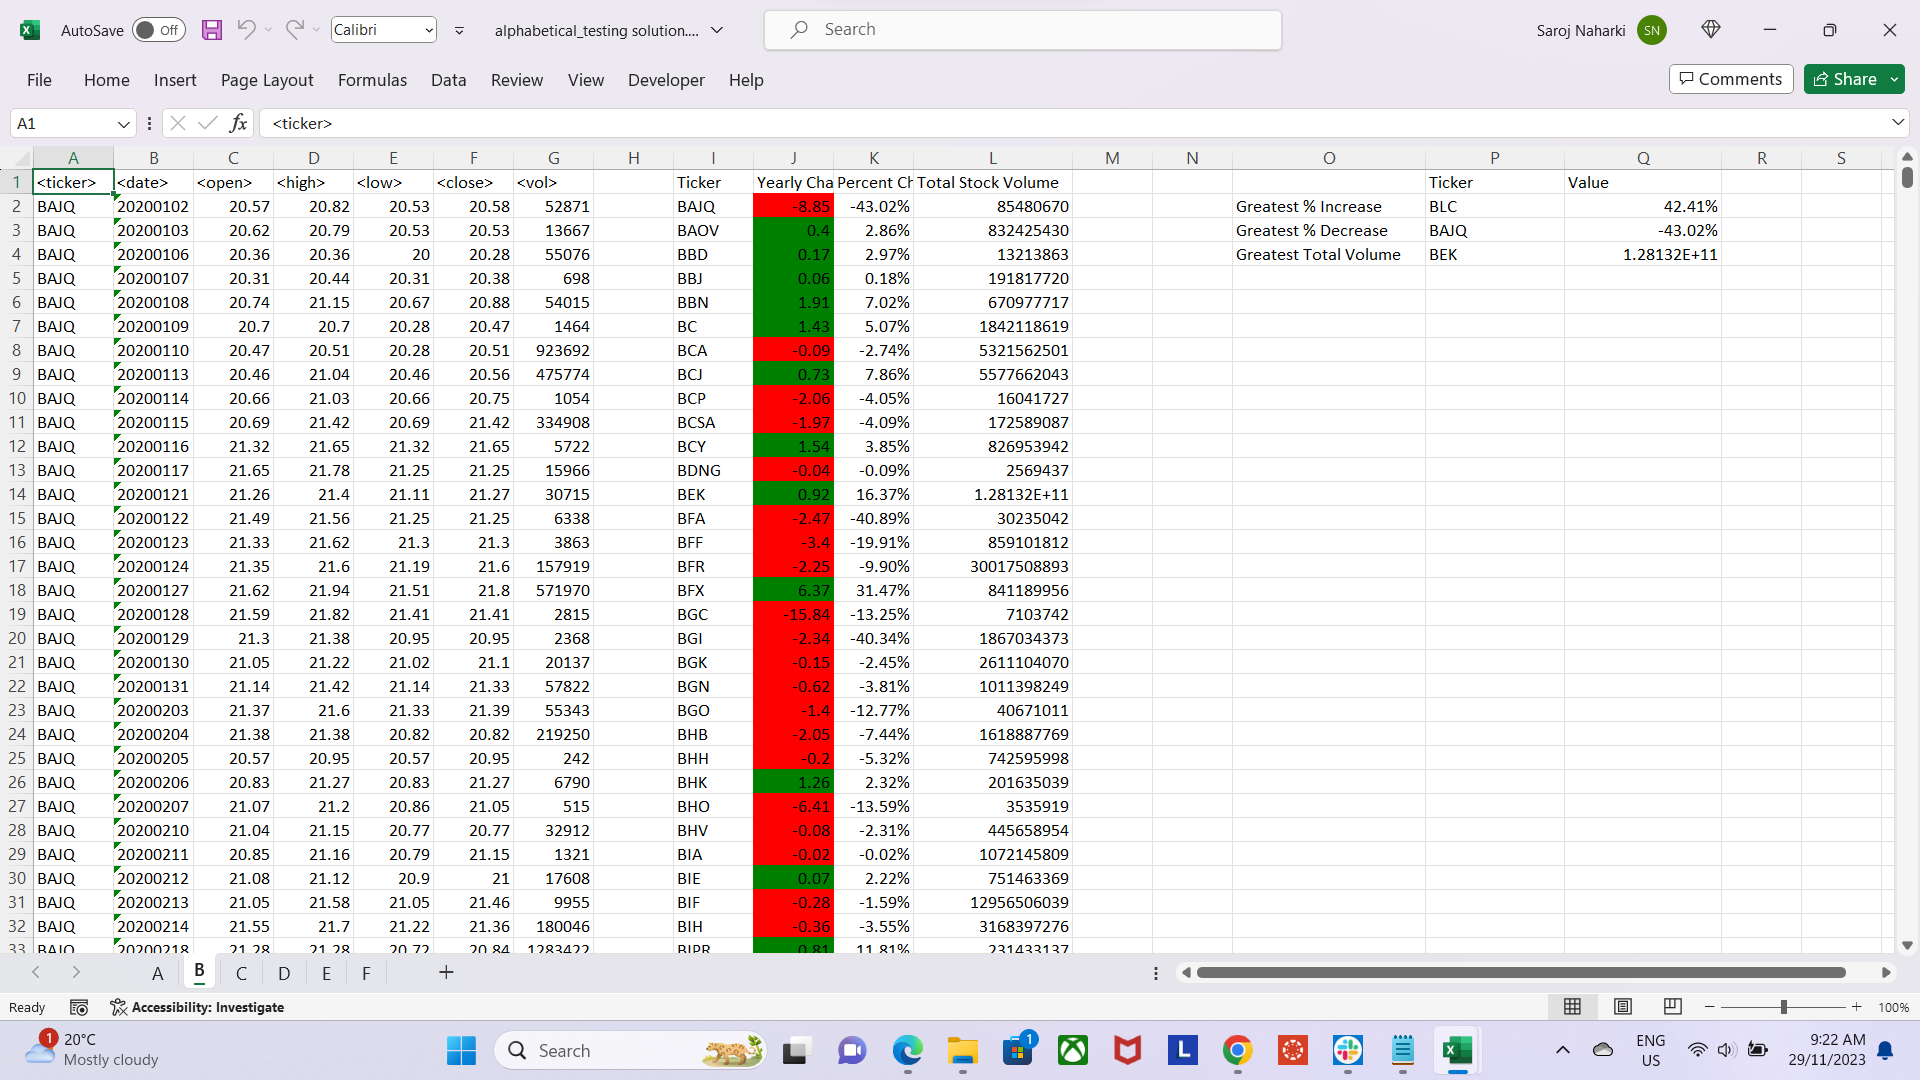 AutoSave Off Calibri alphabetical_testing solution.... Search Saroj Naharki SN
File Home Insert Page Layout Formulas Data Review View Developer Help Comments Share
A1 fx <ticker>
A B C D E F G H I J K L M N O P Q R S
1 <ticker> <date> <open> <high> <low> <close> <vol> Ticker Yearly Cha Percent Ch Total Stock Volume Ticker Value
2 BAJQ 20200102 20.57 20.82 20.53 20.58 52871 BAJQ -8.85 -43.02% 85480670 Greatest % Increase BLC 42.41%
3 BAJQ 20200103 20.62 20.79 20.53 20.53 13667 BAOV 0.4 2.86% 832425430 Greatest % Decrease BAJQ -43.02%
4 BAJQ 20200106 20.36 20.36 20 20.28 55076 BBD 0.17 2.97% 13213863 Greatest Total Volume BEK 1.28132E+11
5 BAJQ 20200107 20.31 20.44 20.31 20.38 698 BBJ 0.06 0.18% 191817720
6 BAJQ 20200108 20.74 21.15 20.67 20.88 54015 BBN 1.91 7.02% 670977717
7 BAJQ 20200109 20.7 20.7 20.28 20.47 1464 BC 1.43 5.07% 1842118619
8 BAJQ 20200110 20.47 20.51 20.28 20.51 923692 BCA -0.09 -2.74% 5321562501
9 BAJQ 20200113 20.46 21.04 20.46 20.56 475774 BCJ 0.73 7.86% 5577662043
10 BAJQ 20200114 20.66 21.03 20.66 20.75 1054 BCP -2.06 -4.05% 16041727
11 BAJQ 20200115 20.69 21.42 20.69 21.42 334908 BCSA -1.97 -4.09% 172589087
12 BAJQ 20200116 21.32 21.65 21.32 21.65 5722 BCY 1.54 3.85% 826953942
13 BAJQ 20200117 21.65 21.78 21.25 21.25 15966 BDNG -0.04 -0.09% 2569437
14 BAJQ 20200121 21.26 21.4 21.11 21.27 30715 BEK 0.92 16.37% 1.28132E+11
15 BAJQ 20200122 21.49 21.56 21.25 21.25 6338 BFA -2.47 -40.89% 30235042
16 BAJQ 20200123 21.33 21.62 21.3 21.3 3863 BFF -3.4 -19.91% 859101812
17 BAJQ 20200124 21.35 21.6 21.19 21.6 157919 BFR -2.25 -9.90% 30017508893
18 BAJQ 20200127 21.62 21.94 21.51 21.8 571970 BFX 6.37 31.47% 841189956
19 BAJQ 20200128 21.59 21.82 21.41 21.41 2815 BGC -15.84 -13.25% 7103742
20 BAJQ 20200129 21.3 21.38 20.95 20.95 2368 BGI -2.34 -40.34% 1867034373
21 BAJQ 20200130 21.05 21.22 21.02 21.1 20137 BGK -0.15 -2.45% 2611104070
22 BAJQ 20200131 21.14 21.42 21.14 21.33 57822 BGN -0.62 -3.81% 1011398249
23 BAJQ 20200203 21.37 21.6 21.33 21.39 55343 BGO -1.4 -12.77% 40671011
24 BAJQ 20200204 21.38 21.38 20.82 20.82 219250 BHB -2.05 -7.44% 1618887769
25 BAJQ 20200205 20.57 20.95 20.57 20.95 242 BHH -0.2 -5.32% 742595998
26 BAJQ 20200206 20.83 21.27 20.83 21.27 6790 BHK 1.26 2.32% 201635039
27 BAJQ 20200207 21.07 21.2 20.86 21.05 515 BHO -6.41 -13.59% 3535919
28 BAJQ 20200210 21.04 21.15 20.77 20.77 32912 BHV -0.08 -2.31% 445658954
29 BAJQ 20200211 20.85 21.16 20.79 21.15 1321 BIA -0.02 -0.02% 1072145809
30 BAJQ 20200212 21.08 21.12 20.9 21 17608 BIE 0.07 2.22% 751463369
31 BAJQ 20200213 21.05 21.58 21.05 21.46 9955 BIF -0.28 -1.59% 12956506039
32 BAJQ 20200214 21.55 21.7 21.22 21.36 180046 BIH -0.36 -3.55% 3168397276
33 BAJQ 20200218 21.28 21.28 20.72 20.84 1283422 BIPR 0.81 11.81% 231433137
A B C D E F
Ready Accessibility: Investigate 100%
1 20°C Search 1 L ENG 9:22 AM
Mostly cloudy US 29/11/2023